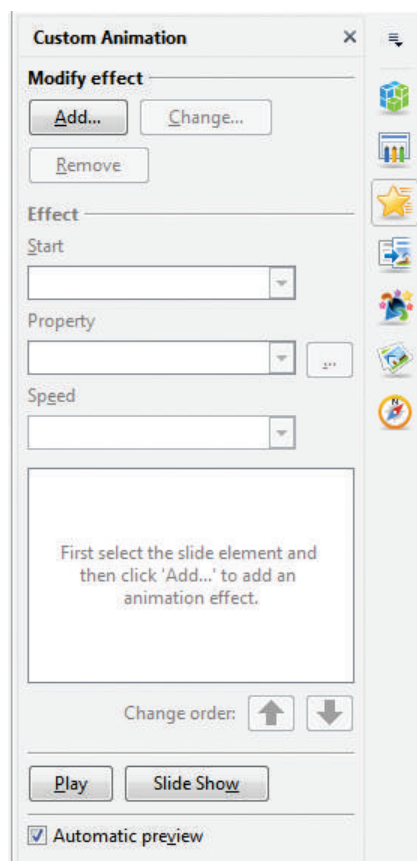 Custom Animation
Modify effect
Add... Change...
Remove
Effect
Start
Property
...
Speed
First select the slide element and
then click 'Add...' to add an
animation effect.
Change order:
Play Slide Show
Automatic preview
N